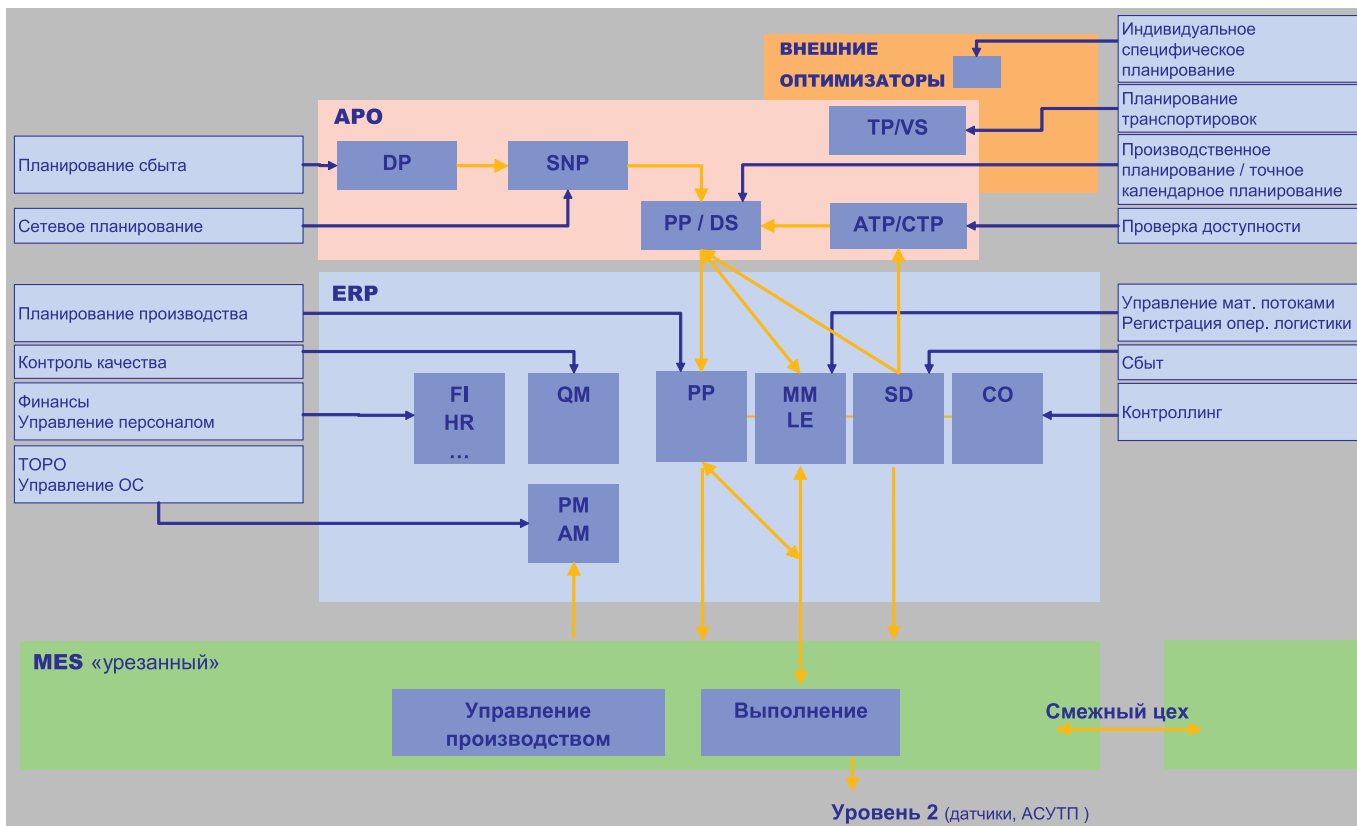 ВНЕШНИЕ
ОПТИМИЗАТОРЫ
Индивидуальное
специфическое
планирование
APO
TP/VS
Планирование
транспортировок
Планирование сбыта
DP
SNP
Производственное
планирование / точное
календарное планирование
Сетевое планирование
PP / DS
ATP/CTP
Проверка доступности
ERP
Планирование производства
Управление мат. потоками
Регистрация опер. логистики
Контроль качества
Сбыт
Финансы
Управление персоналом
FI
HR
...
QM
PP
MM
LE
SD
CO
Контроллинг
ТОРО
Управление ОС
PM
AM
MES «урезанный»
Управление
производством
Выполнение
Смежный цех
Уровень 2 (датчики, АСУТП )